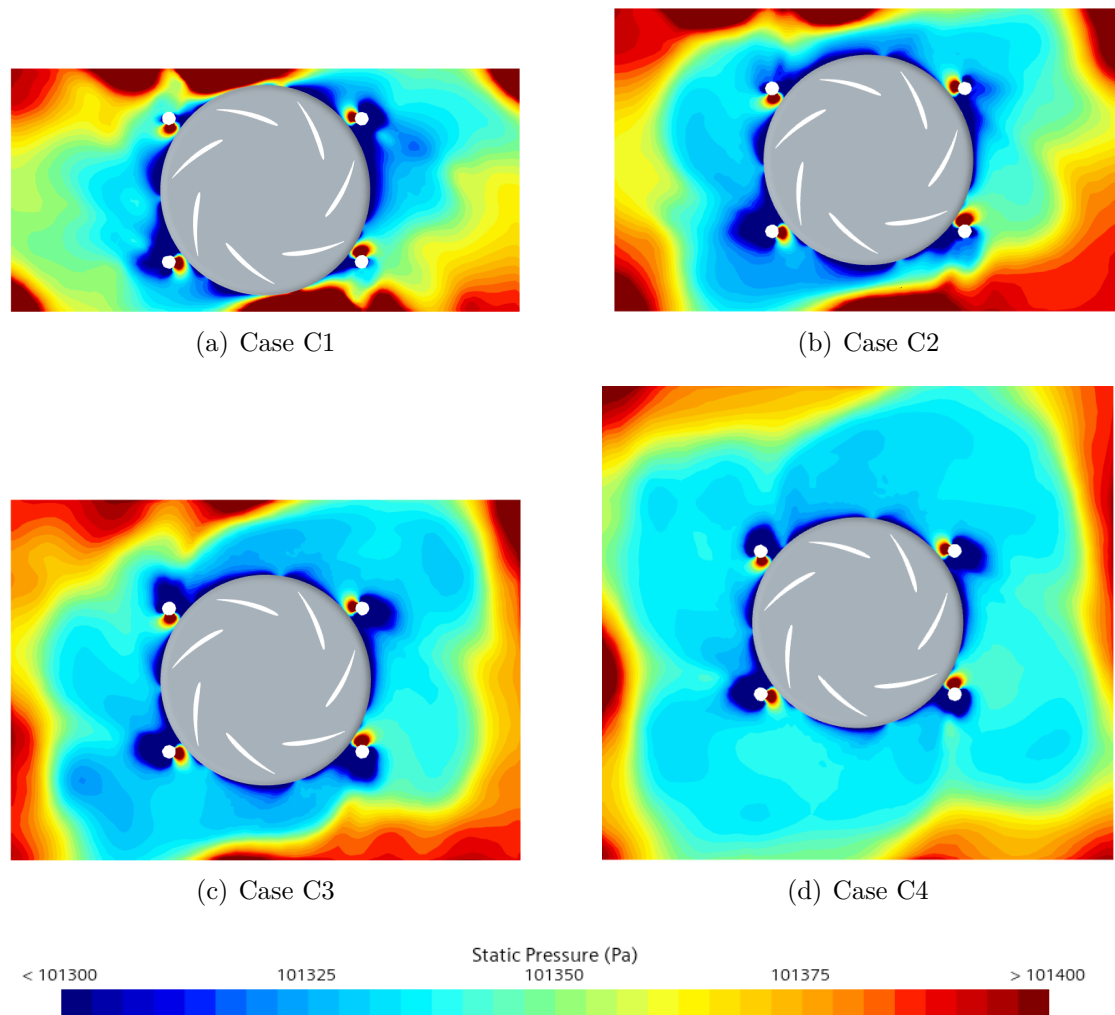 (a) Case C1
(b) Case C2
(c) Case C3
(d) Case C4
Static Pressure (Pa)
< 101300 101325 101350 101375 > 101400